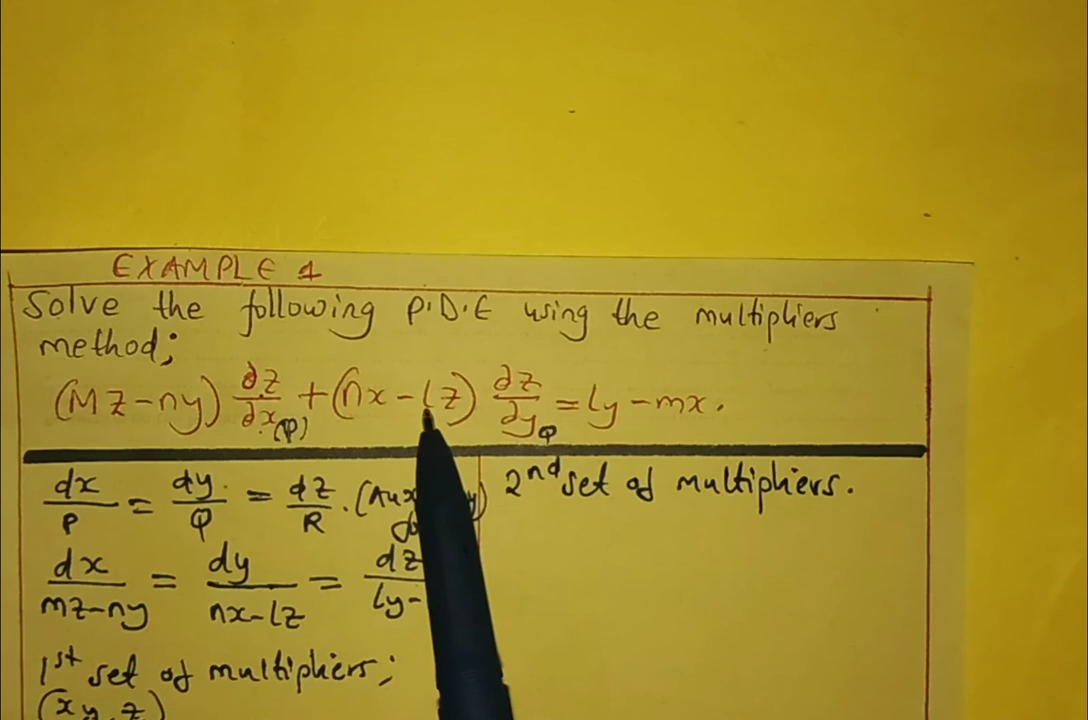 EXAMPLE 1
Solve the following P.D.E using the multipliers
method;
(Mz-ny) ∂z/∂x (P) + (nx-lz) ∂z/∂y Q = ly-mx.
dx/P = dy/Q = dz/R. (Aux
dx/mz-ny = dy/nx-lz = dz/ly-
1st set of multipliers;
(x y, z)
2nd set of multipliers.